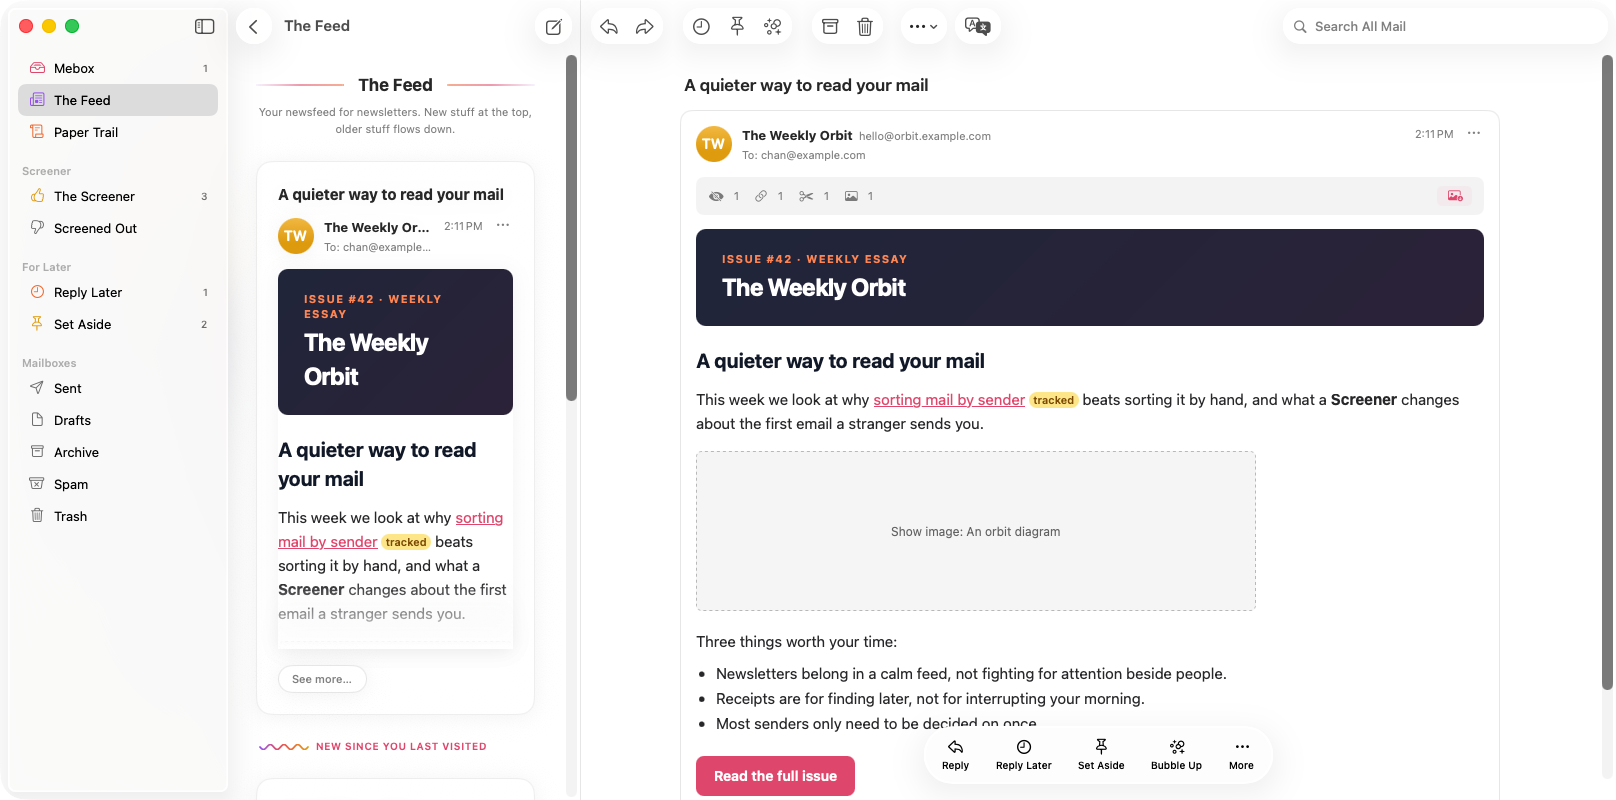 Mebox 1
The Feed
Paper Trail
Screener
The Screener 3
Screened Out
For Later
Reply Later 1
Set Aside 2
Mailboxes
Sent
Drafts
Archive
Spam
Trash
The Feed
The Feed
Your newsfeed for newsletters. New stuff at the top,
older stuff flows down.
A quieter way to read your mail
TW
The Weekly Or... 2:11 PM
To: chan@example...
ISSUE #42 · WEEKLY
ESSAY
The Weekly
Orbit
A quieter way to read
your mail
This week we look at why sorting
mail by sender tracked beats
sorting it by hand, and what a
Screener changes about the first
email a stranger sends you.
See more...
NEW SINCE YOU LAST VISITED
Search All Mail
A quieter way to read your mail
TW
The Weekly Orbit hello@orbit.example.com 2:11 PM
To: chan@example.com
1 1 1 1
ISSUE #42 · WEEKLY ESSAY
The Weekly Orbit
A quieter way to read your mail
This week we look at why sorting mail by sender tracked beats sorting it by hand, and what a Screener changes
about the first email a stranger sends you.
Show image: An orbit diagram
Three things worth your time:
• Newsletters belong in a calm feed, not fighting for attention beside people.
• Receipts are for finding later, not for interrupting your morning.
• Most senders only need to be decided on once.
Read the full issue
Reply Reply Later Set Aside Bubble Up More